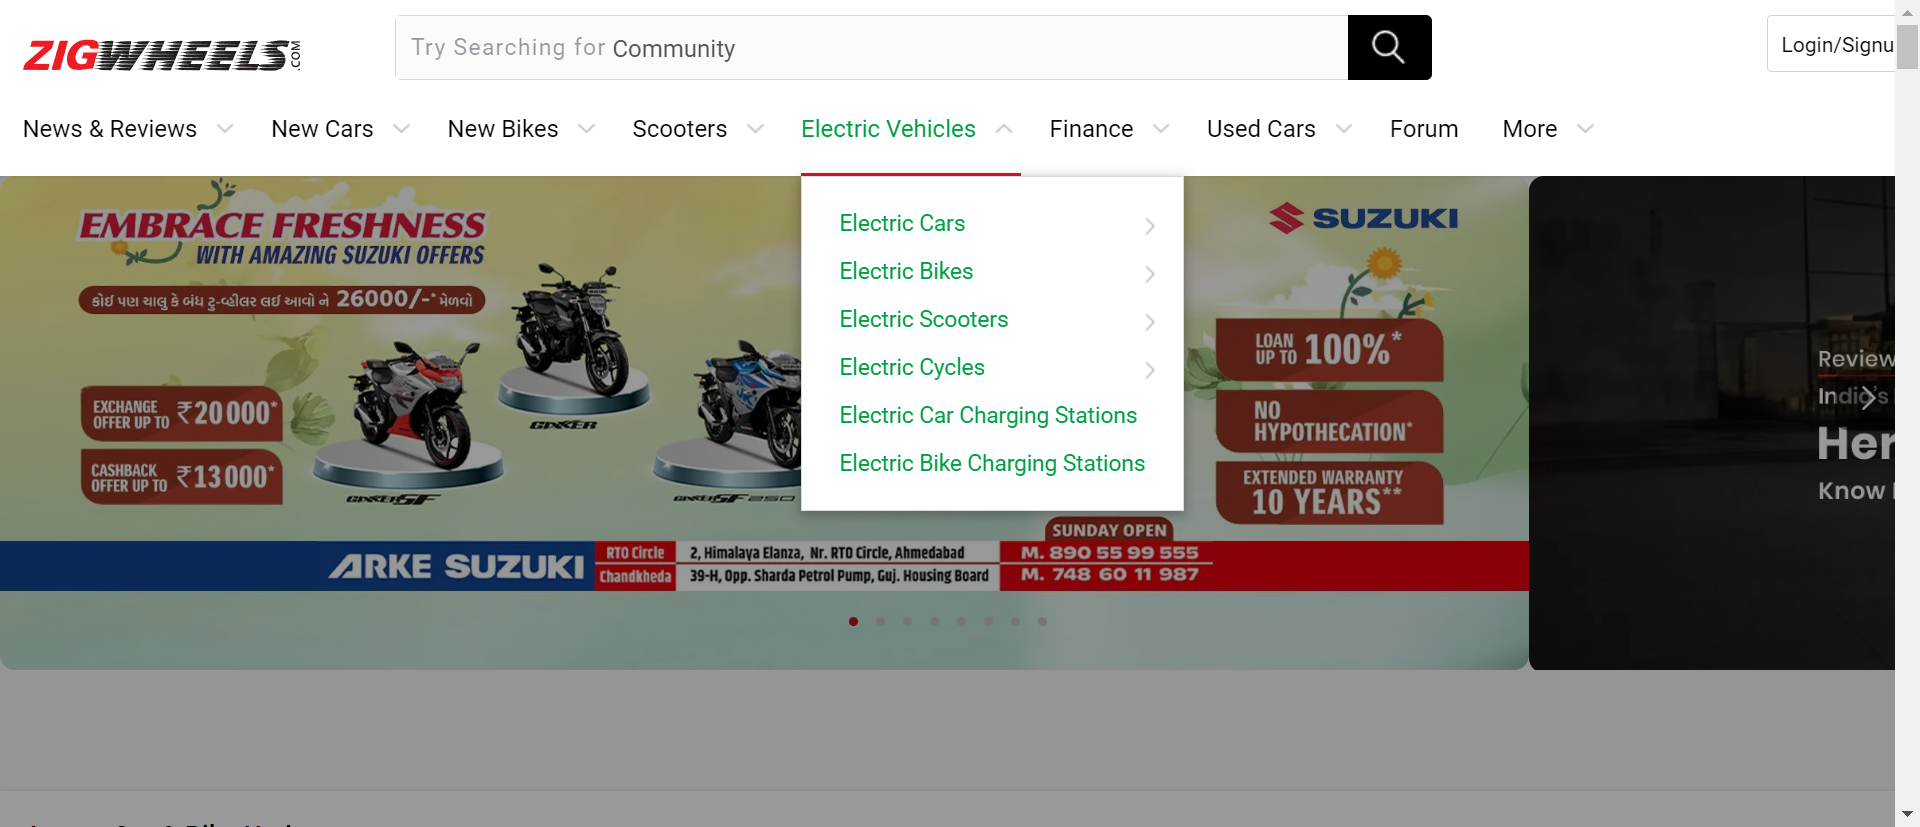 ZIGWHEELS.COM
Try Searching for Community
Login/Signu
News & Reviews
New Cars
New Bikes
Scooters
Electric Vehicles
Finance
Used Cars
Forum
More
Electric Cars
Electric Bikes
Electric Scooters
Electric Cycles
Electric Car Charging Stations
Electric Bike Charging Stations
EMBRACE FRESHNESS
WITH AMAZING SUZUKI OFFERS
કોઈ પણ ચાલુ કે બંધ ટુ-વ્હીલર લઈ આવો ને 26000/-* મેળવો
EXCHANGE
OFFER UP TO ₹20 000*
CASHBACK
OFFER UP TO ₹13 000*
GIXXER
GIXXER SF
GIXXER SF 250
SUZUKI
LOAN
UP TO 100%*
NO
HYPOTHECATION*
EXTENDED WARRANTY
10 YEARS**
SUNDAY OPEN
ARKE SUZUKI
RTO Circle
2, Himalaya Elanza, Nr. RTO Circle, Ahmedabad
M. 890 55 99 555
Chandkheda
39-H, Opp. Sharda Petrol Pump, Guj. Housing Board
M. 748 60 11 987
Review
India's
Her
Know